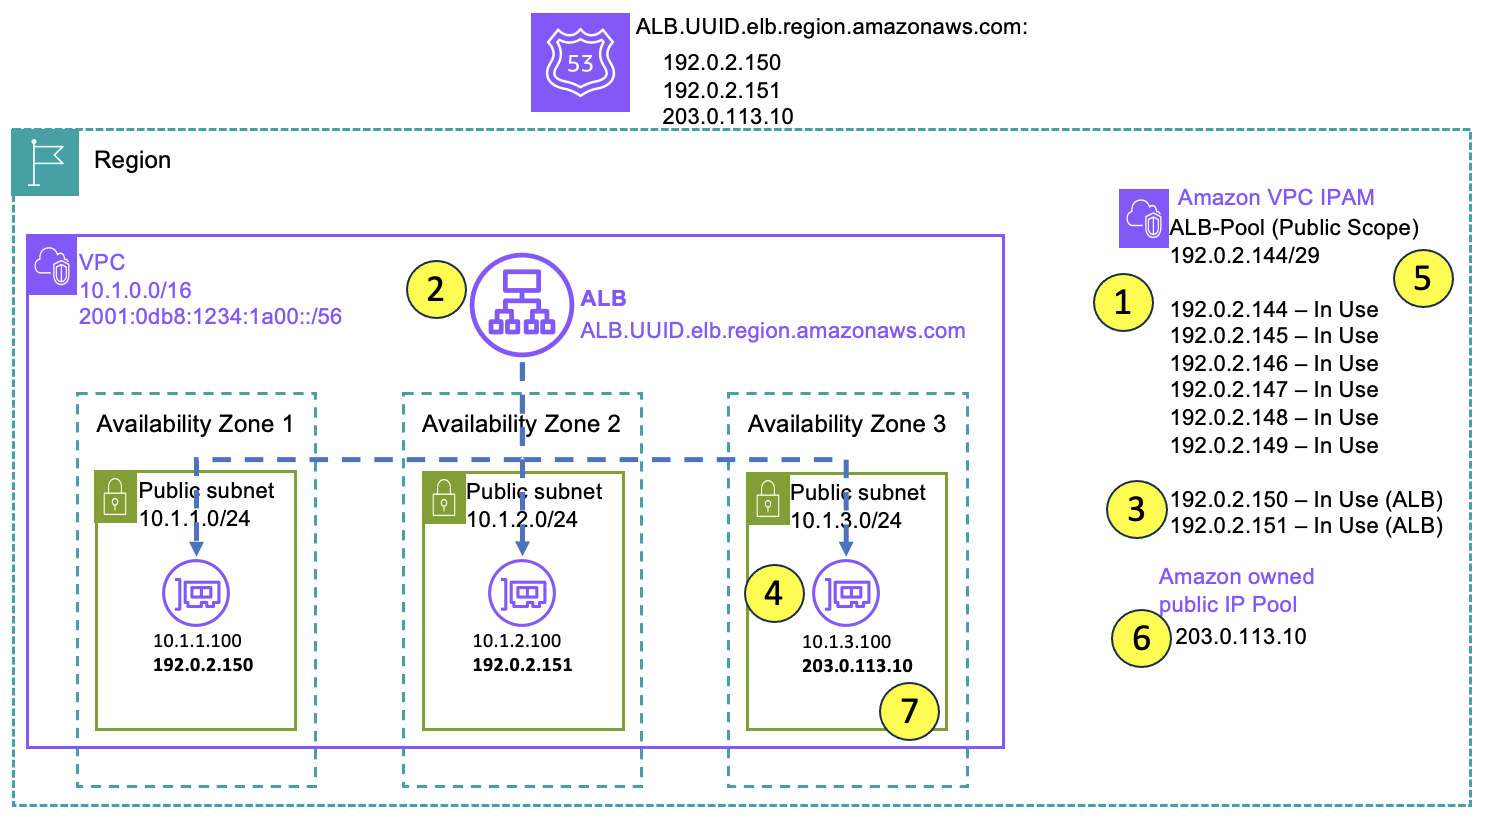 ALB.UUID.elb.region.amazonaws.com:
53
192.0.2.150
192.0.2.151
203.0.113.10
Region
Amazon VPC IPAM
ALB-Pool (Public Scope)
192.0.2.144/29
5
1
192.0.2.144 – In Use
192.0.2.145 – In Use
192.0.2.146 – In Use
192.0.2.147 – In Use
192.0.2.148 – In Use
192.0.2.149 – In Use
3
192.0.2.150 – In Use (ALB)
192.0.2.151 – In Use (ALB)
Amazon owned
public IP Pool
6
203.0.113.10
VPC
10.1.0.0/16
2001:0db8:1234:1a00::/56
2
ALB
ALB.UUID.elb.region.amazonaws.com
Availability Zone 1
Public subnet
10.1.1.0/24
10.1.1.100
192.0.2.150
Availability Zone 2
Public subnet
10.1.2.0/24
10.1.2.100
192.0.2.151
Availability Zone 3
Public subnet
10.1.3.0/24
4
10.1.3.100
203.0.113.10
7